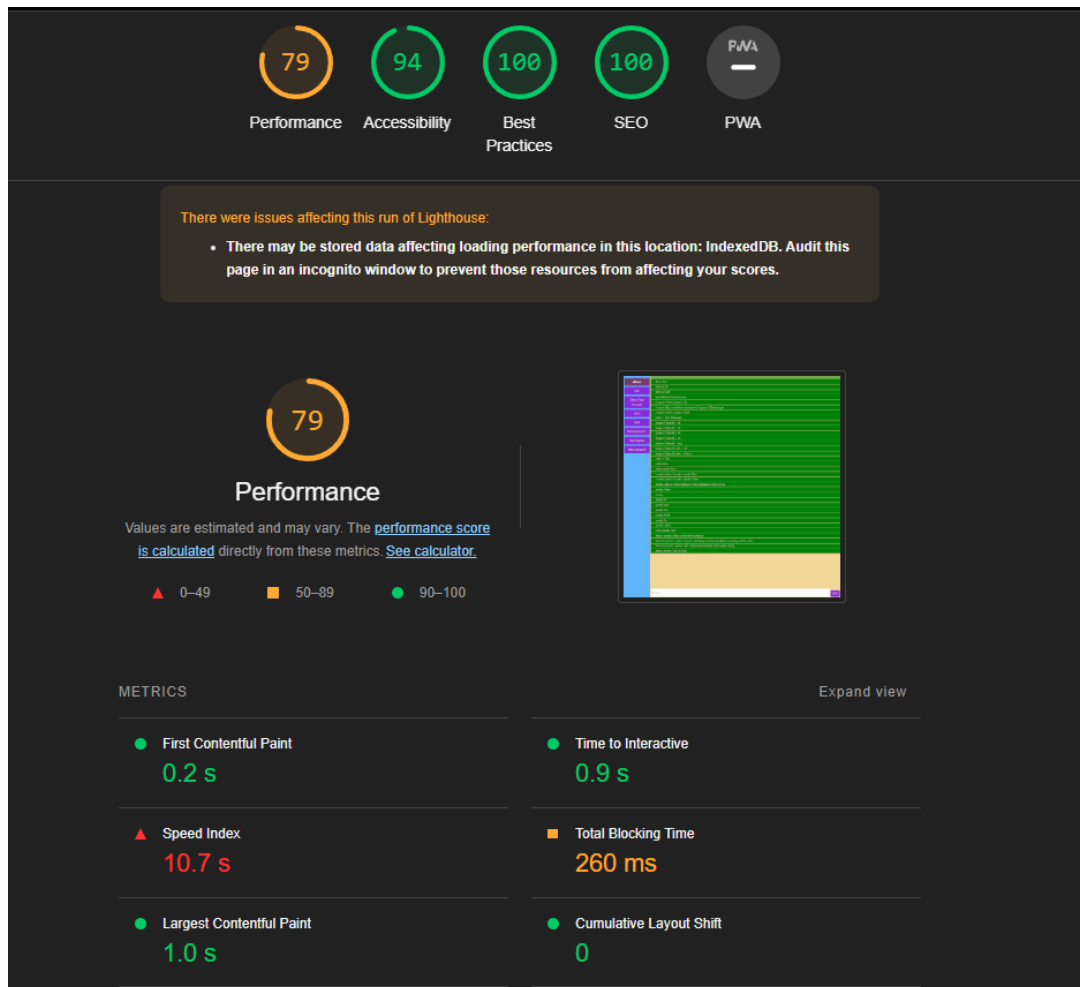 79
94
100
100
PWA
Performance
Accessibility
Best
Practices
SEO
PWA
There were issues affecting this run of Lighthouse:
• There may be stored data affecting loading performance in this location: IndexedDB. Audit this
page in an incognito window to prevent those resources from affecting your scores.
79
Performance
Values are estimated and may vary. The performance score
is calculated directly from these metrics. See calculator.
0–49
50–89
90–100
METRICS
Expand view
First Contentful Paint
0.2 s
Time to Interactive
0.9 s
Speed Index
10.7 s
Total Blocking Time
260 ms
Largest Contentful Paint
1.0 s
Cumulative Layout Shift
0